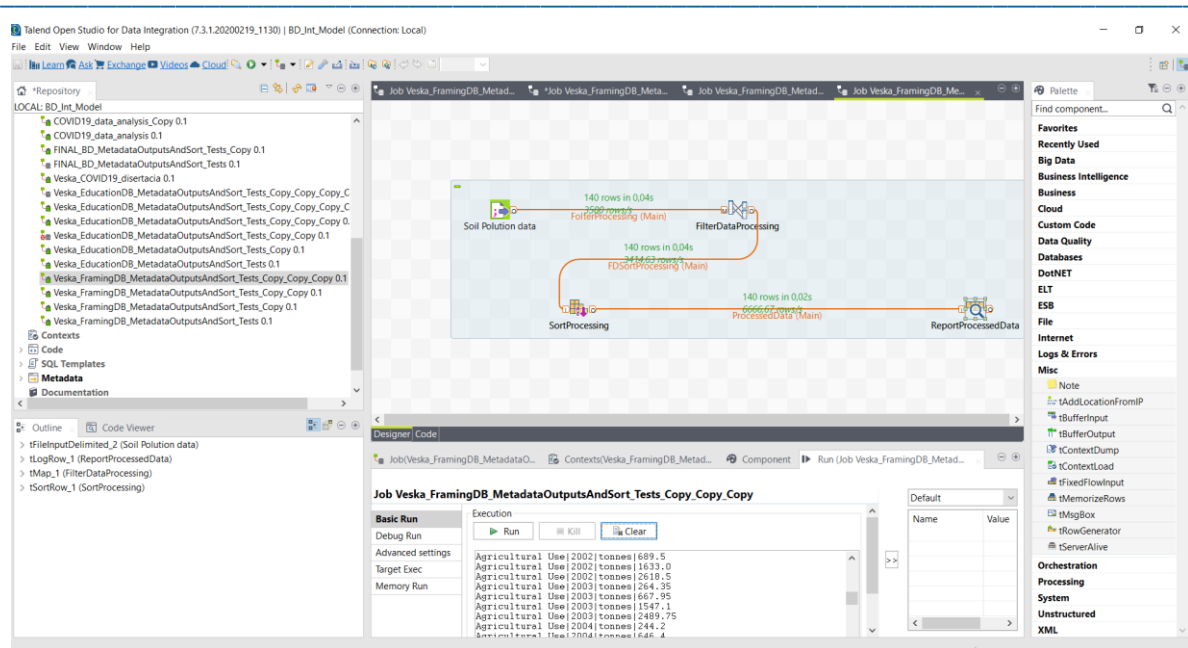 Talend Open Studio for Data Integration (7.3.1.20200219_1130) | BD_Int_Model (Connection: Local)
File Edit View Window Help
Learn Ask Exchange Videos Cloud
*Repository
LOCAL: BD_Int_Model
COVID19_data_analysis_Copy 0.1
COVID19_data_analysis 0.1
FINAL_BD_MetadataOutputsAndSort_Tests_Copy 0.1
FINAL_BD_MetadataOutputsAndSort_Tests 0.1
Veska_COVID19_disertacia 0.1
Veska_EducationDB_MetadataOutputsAndSort_Tests_Copy_Copy_Copy_C
Veska_EducationDB_MetadataOutputsAndSort_Tests_Copy_Copy_Copy_C
Veska_EducationDB_MetadataOutputsAndSort_Tests_Copy_Copy_Copy 0.
Veska_EducationDB_MetadataOutputsAndSort_Tests_Copy_Copy 0.1
Veska_EducationDB_MetadataOutputsAndSort_Tests_Copy 0.1
Veska_EducationDB_MetadataOutputsAndSort_Tests 0.1
Veska_FramingDB_MetadataOutputsAndSort_Tests_Copy_Copy_Copy 0.1
Veska_FramingDB_MetadataOutputsAndSort_Tests_Copy_Copy 0.1
Veska_FramingDB_MetadataOutputsAndSort_Tests_Copy 0.1
Veska_FramingDB_MetadataOutputsAndSort_Tests 0.1
Contexts
Code
SQL Templates
Metadata
Documentation
Outline Code Viewer
tFileInputDelimited_2 (Soil Polution data)
tLogRow_1 (ReportProcessedData)
tMap_1 (FilterDataProcessing)
tSortRow_1 (SortProcessing)
Job Veska_FramingDB_Metad... *Job Veska_FramingDB_Meta... Job Veska_FramingDB_Metad... Job Veska_FramingDB_Me...
140 rows in 0,04s
3500 rows/s
FolterProcessing (Main)
Soil Polution data
FilterDataProcessing
140 rows in 0,04s
3414,63 rows/s
FDSortProcessing (Main)
140 rows in 0,02s
6666,67 rows/s
ProcessedData (Main)
SortProcessing
ReportProcessedData
Designer Code
Job(Veska_FramingDB_MetadataO... Contexts(Veska_FramingDB_Metad... Component Run (Job Veska_FramingDB_Metad...
Job Veska_FramingDB_MetadataOutputsAndSort_Tests_Copy_Copy_Copy
Basic Run
Debug Run
Advanced settings
Target Exec
Memory Run
Execution
Run Kill Clear
Agricultural Use|2002|tonnes|689.5
Agricultural Use|2002|tonnes|1633.0
Agricultural Use|2002|tonnes|2618.5
Agricultural Use|2003|tonnes|264.35
Agricultural Use|2003|tonnes|667.95
Agricultural Use|2003|tonnes|1547.1
Agricultural Use|2003|tonnes|2489.75
Agricultural Use|2004|tonnes|244.2
Agricultural Use|2004|tonnes|646.4
>>
Default
Name Value
Palette
Find component...
Favorites
Recently Used
Big Data
Business Intelligence
Business
Cloud
Custom Code
Data Quality
Databases
DotNET
ELT
ESB
File
Internet
Logs & Errors
Misc
Note
tAddLocationFromIP
tBufferInput
tBufferOutput
tContextDump
tContextLoad
tFixedFlowInput
tMemorizeRows
tMsgBox
tRowGenerator
tServerAlive
Orchestration
Processing
System
Unstructured
XML